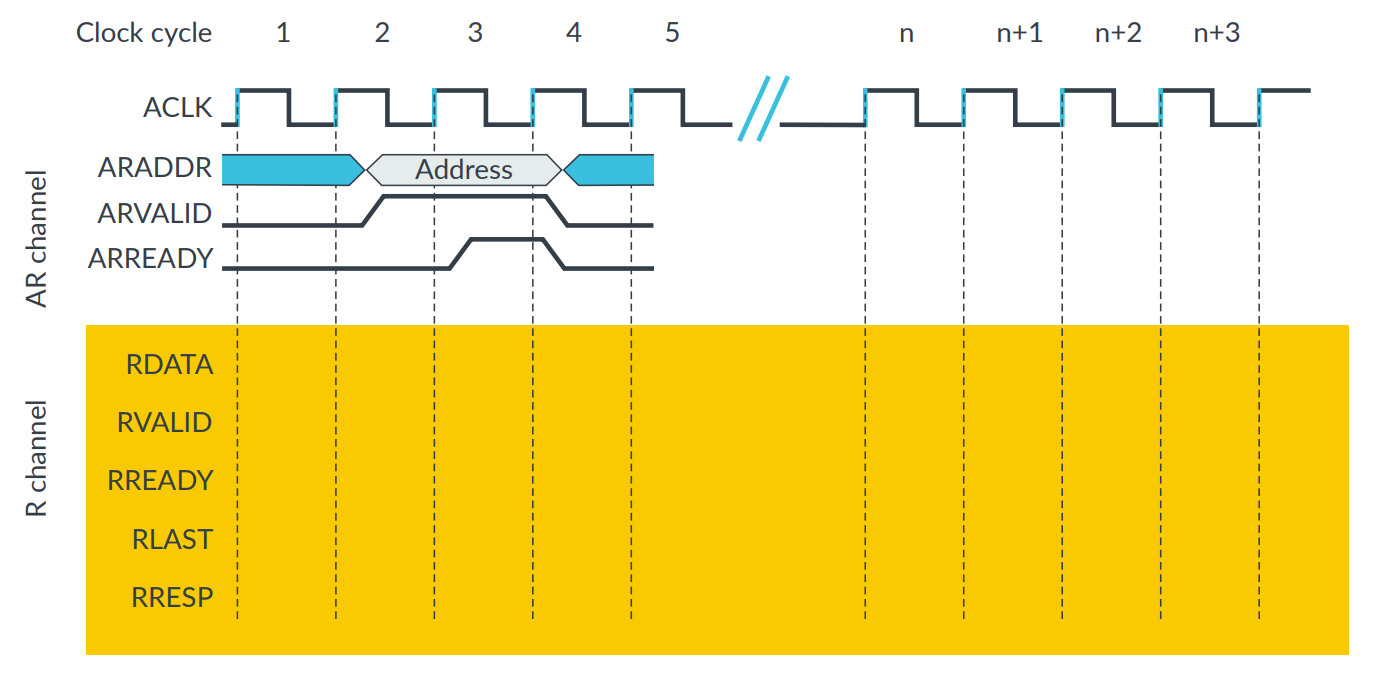 Clock cycle 1 2 3 4 5 n n+1 n+2 n+3
ACLK
AR channel
ARADDR Address
ARVALID
ARREADY
R channel
RDATA
RVALID
RREADY
RLAST
RRESP